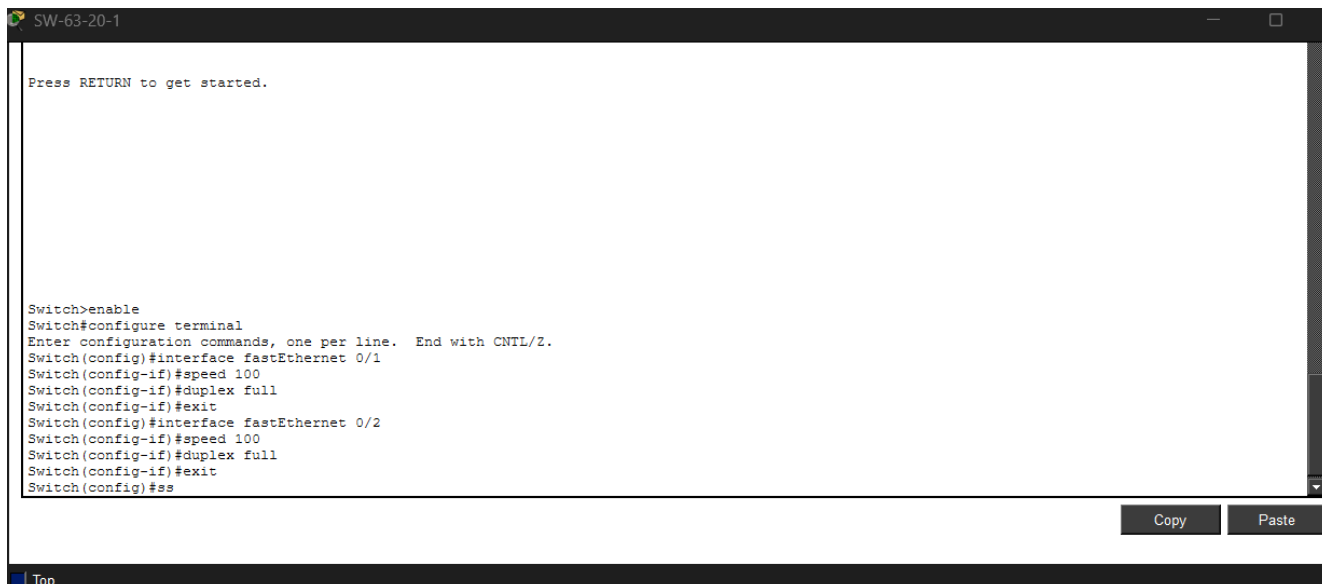 SW-63-20-1
Press RETURN to get started.
Switch>enable
Switch#configure terminal
Enter configuration commands, one per line.  End with CNTL/Z.
Switch(config)#interface fastEthernet 0/1
Switch(config-if)#speed 100
Switch(config-if)#duplex full
Switch(config-if)#exit
Switch(config)#interface fastEthernet 0/2
Switch(config-if)#speed 100
Switch(config-if)#duplex full
Switch(config-if)#exit
Switch(config)#ss
Copy Paste
Top